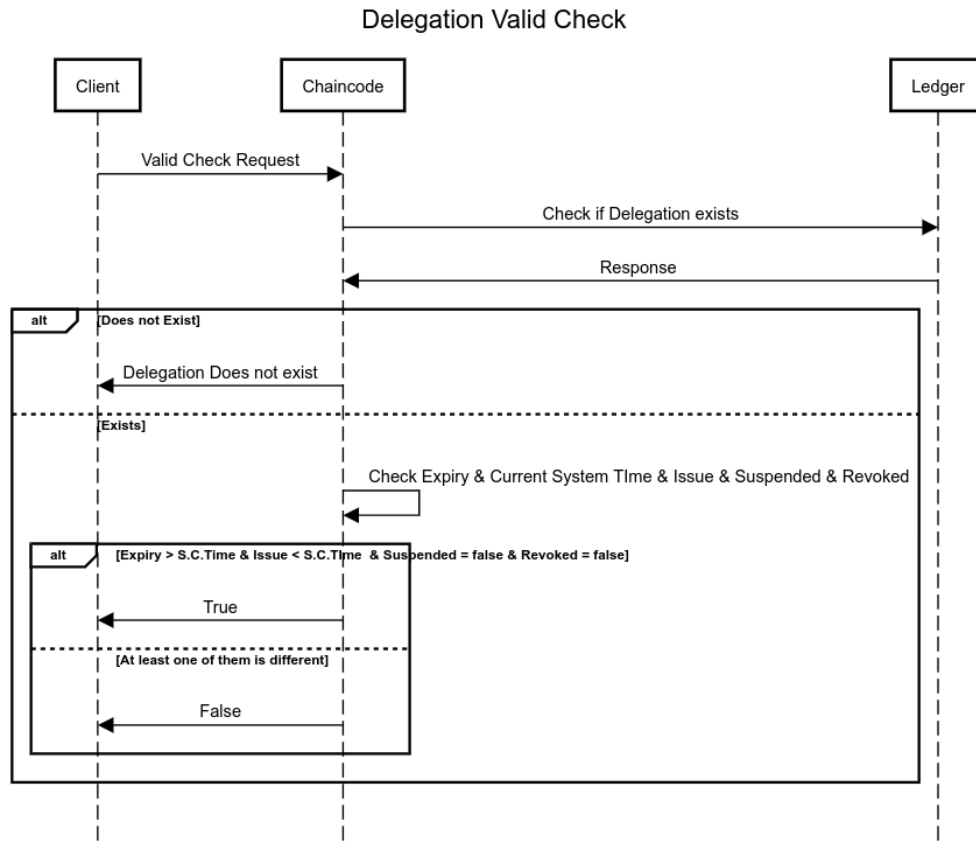 Delegation Valid Check
Client
Chaincode
Ledger
Valid Check Request
Check if Delegation exists
Response
alt
[Does not Exist]
Delegation Does not exist
[Exists]
Check Expiry & Current System TIme & Issue & Suspended & Revoked
alt
[Expiry > S.C.Time & Issue < S.C.TIme & Suspended = false & Revoked = false]
True
[At least one of them is different]
False